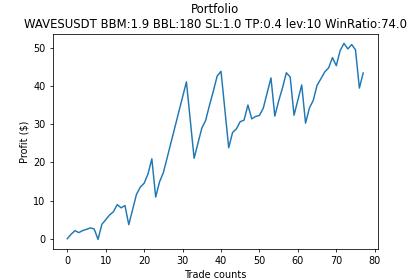 Portfolio
WAVESUSDT BBM:1.9 BBL:180 SL:1.0 TP:0.4 lev:10 WinRatio:74.0
50
40
30
20
10
0
Profit ($)
0 10 20 30 40 50 60 70 80
Trade counts